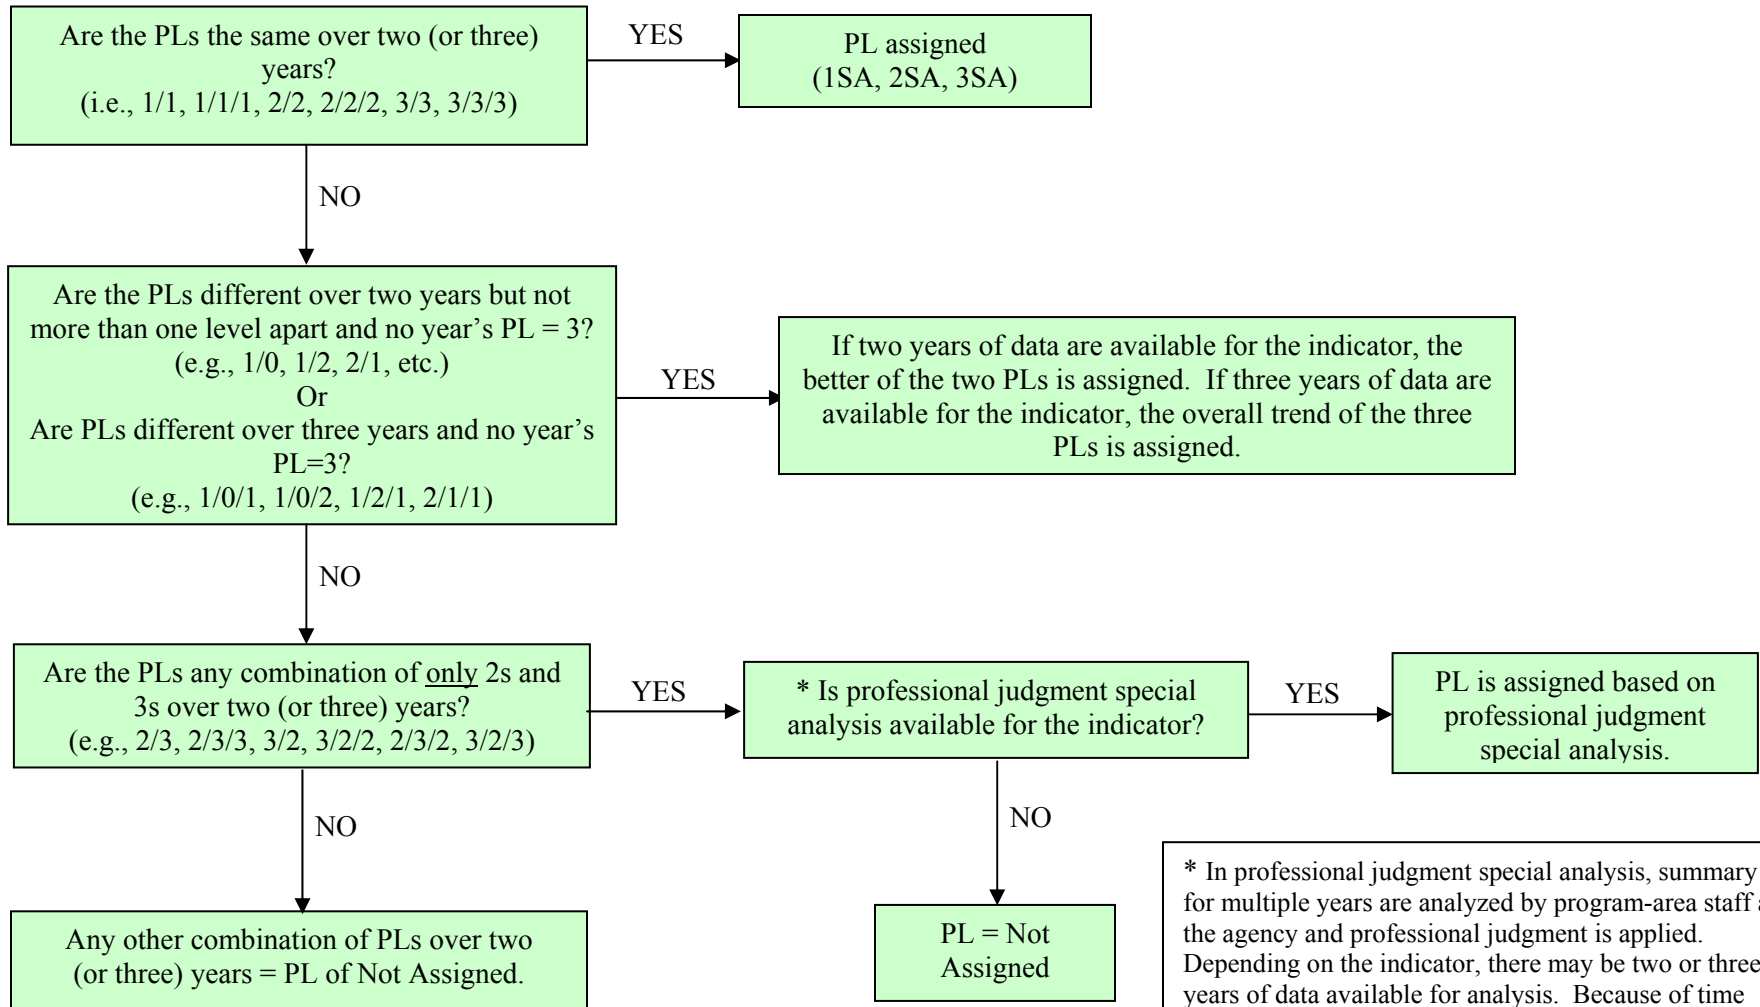 Are the PLs the same over two (or three)
years?
(i.e., 1/1, 1/1/1, 2/2, 2/2/2, 3/3, 3/3/3)
YES
PL assigned
(1SA, 2SA, 3SA)
NO
Are the PLs different over two years but not
more than one level apart and no year’s PL = 3?
(e.g., 1/0, 1/2, 2/1, etc.)
Or
Are PLs different over three years and no year’s
PL=3?
(e.g., 1/0/1, 1/0/2, 1/2/1, 2/1/1)
YES
If two years of data are available for the indicator, the
better of the two PLs is assigned. If three years of data are
available for the indicator, the overall trend of the three
PLs is assigned.
NO
Are the PLs any combination of only 2s and
3s over two (or three) years?
(e.g., 2/3, 2/3/3, 3/2, 3/2/2, 2/3/2, 3/2/3)
YES
* Is professional judgment special
analysis available for the indicator?
YES
PL is assigned based on
professional judgment
special analysis.
NO
Any other combination of PLs over two
(or three) years = PL of Not Assigned.
NO
PL = Not
Assigned
* In professional judgment special analysis, summary
for multiple years are analyzed by program-area staff
the agency and professional judgment is applied.
Depending on the indicator, there may be two or three
years of data available for analysis. Because of time